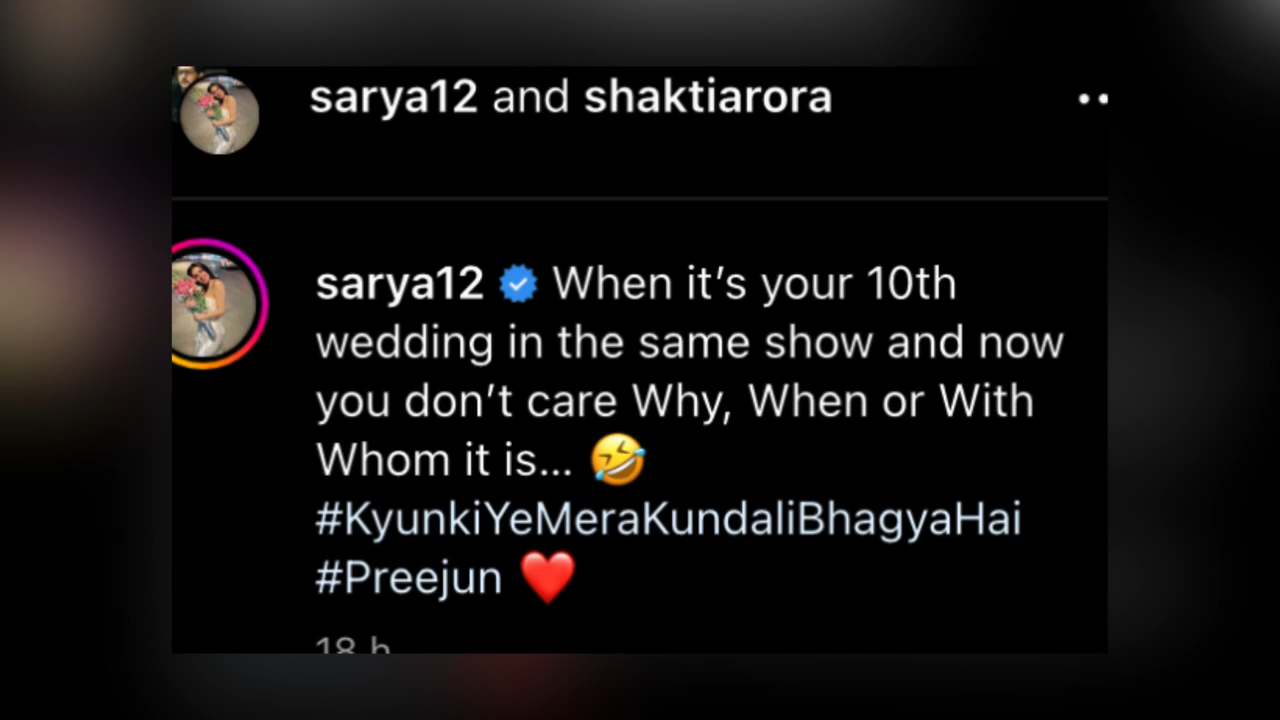 sarya12 and shaktiarora
sarya12 When it’s your 10th
wedding in the same show and now
you don’t care Why, When or With
Whom it is... 🤣
#KyunkiYeMeraKundaliBhagyaHai
#Preejun ❤️
18 h